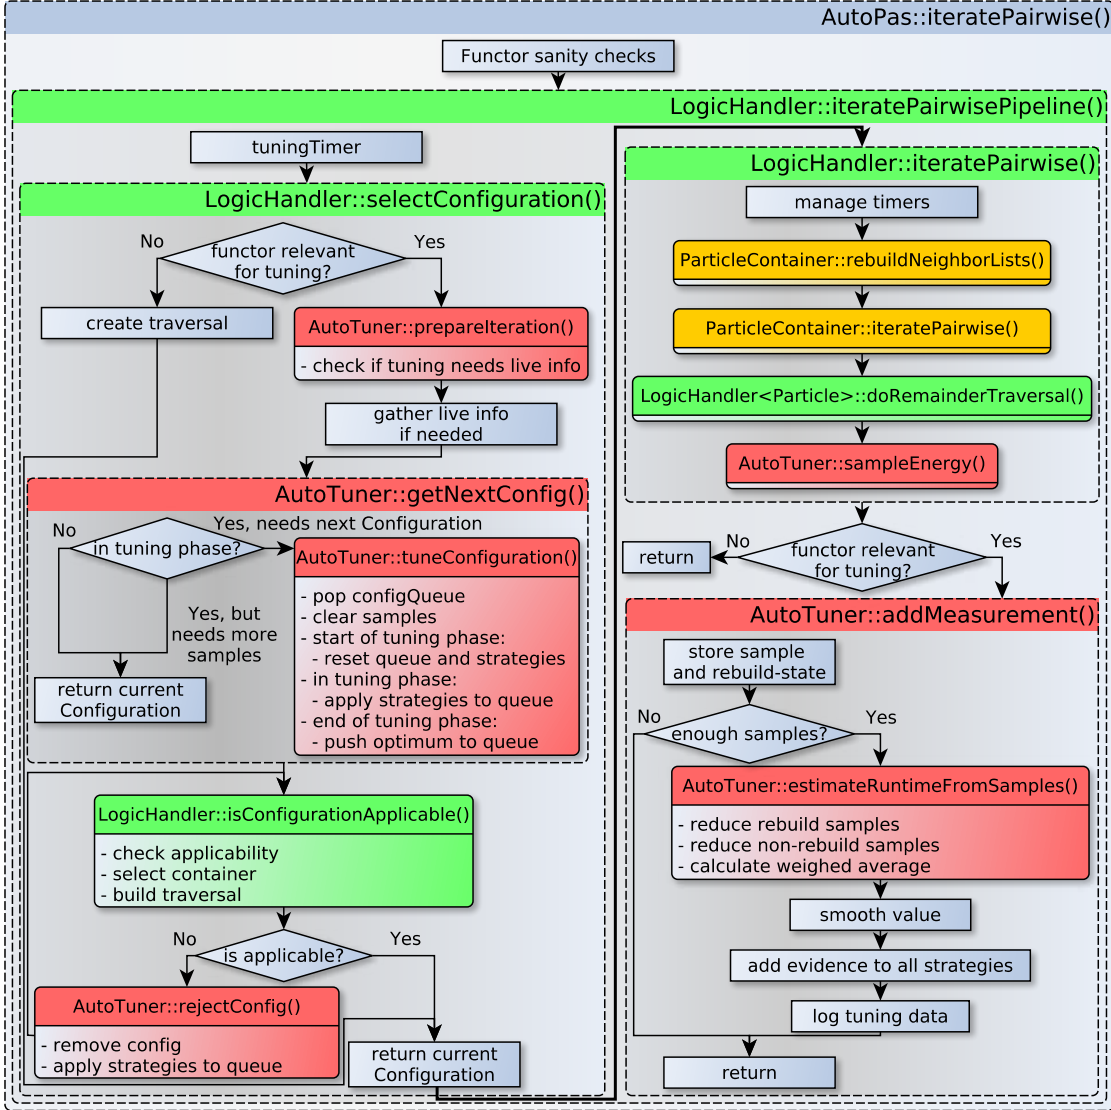 AutoPas::iteratePairwise()
Functor sanity checks
LogicHandler::iteratePairwisePipeline()
tuningTimer
LogicHandler::selectConfiguration()
functor relevant
for tuning?
No
Yes
create traversal
AutoTuner::prepareIteration()
- check if tuning needs live info
gather live info
if needed
AutoTuner::getNextConfig()
in tuning phase?
No
Yes, needs next Configuration
Yes, but
needs more
samples
return current
Configuration
AutoTuner::tuneConfiguration()
- pop configQueue
- clear samples
- start of tuning phase:
- reset queue and strategies
- in tuning phase:
- apply strategies to queue
- end of tuning phase:
- push optimum to queue
LogicHandler::isConfigurationApplicable()
- check applicability
- select container
- build traversal
is applicable?
No
Yes
AutoTuner::rejectConfig()
- remove config
- apply strategies to queue
return current
Configuration
LogicHandler::iteratePairwise()
manage timers
ParticleContainer::rebuildNeighborLists()
ParticleContainer::iteratePairwise()
LogicHandler<Particle>::doRemainderTraversal()
AutoTuner::sampleEnergy()
functor relevant
for tuning?
No
Yes
return
AutoTuner::addMeasurement()
store sample
and rebuild-state
enough samples?
No
Yes
AutoTuner::estimateRuntimeFromSamples()
- reduce rebuild samples
- reduce non-rebuild samples
- calculate weighed average
smooth value
add evidence to all strategies
log tuning data
return